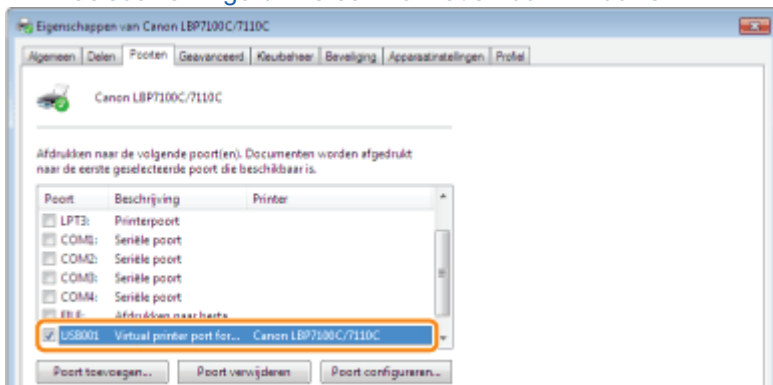 Eigenschappen van Canon LBP7100C/7110C
Algemeen Delen Poorten Geavanceerd Kleurbeheer Beveiliging Apparaatinstellingen Profiel
Canon LBP7100C/7110C
Afdrukken naar de volgende poort(en). Documenten worden afgedrukt
naar de eerste geselecteerde poort die beschikbaar is.
Poort Beschrijving Printer
LPT3: Printerpoort
COM1: Seriële poort
COM2: Seriële poort
COM3: Seriële poort
COM4: Seriële poort
FILE: Afdrukken naar
USB001 Virtual printer port for... Canon LBP7100C/7110C
Poort toevoegen... Poort verwijderen Poort configureren...